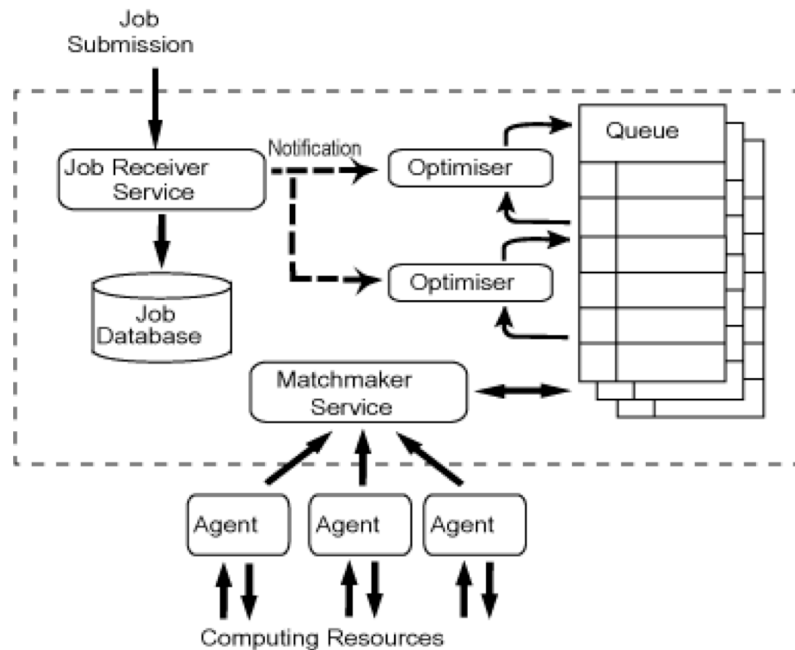 Job
Submission
Job Receiver
Service
Notification
Optimiser
Queue
Optimiser
Job
Database
Matchmaker
Service
Agent
Agent
Agent
Computing Resources